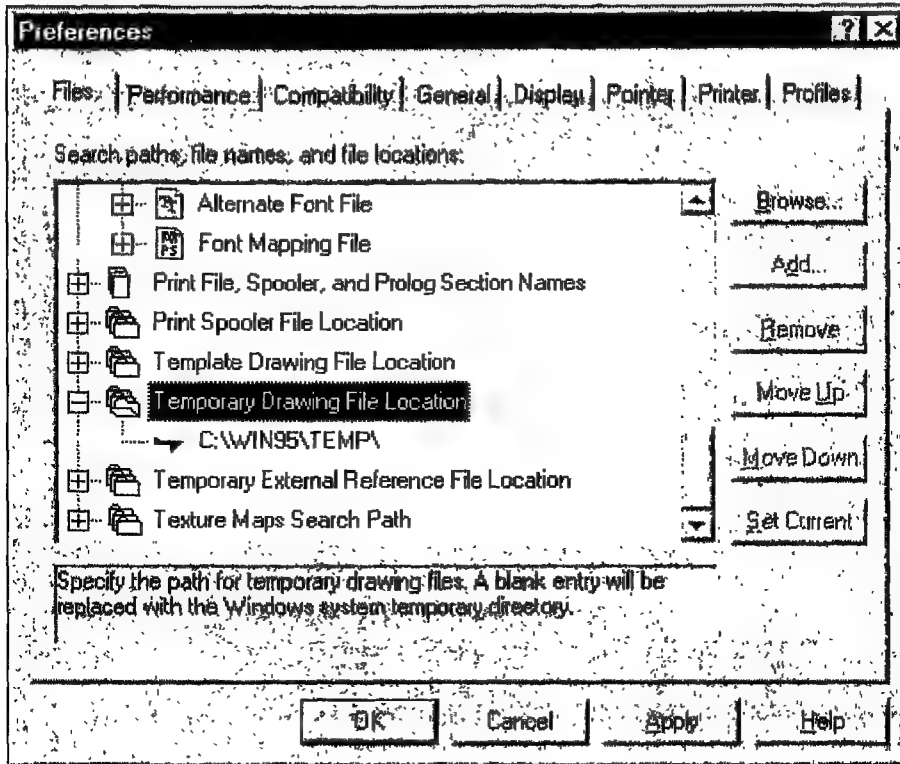 Preferences
Files Performance Compatibility General Display Pointer Printer Profiles
Search paths, file names, and file locations:
Alternate Font File
Font Mapping File
Print File, Spooler, and Prolog Section Names
Print Spooler File Location
Template Drawing File Location
Temporary Drawing File Location
C:\WIN95\TEMP\
Temporary External Reference File Location
Texture Maps Search Path
Browse...
Add...
Remove
Move Up
Move Down
Set Current
Specify the path for temporary drawing files. A blank entry will be
replaced with the Windows system temporary directory.
OK Cancel Apply Help